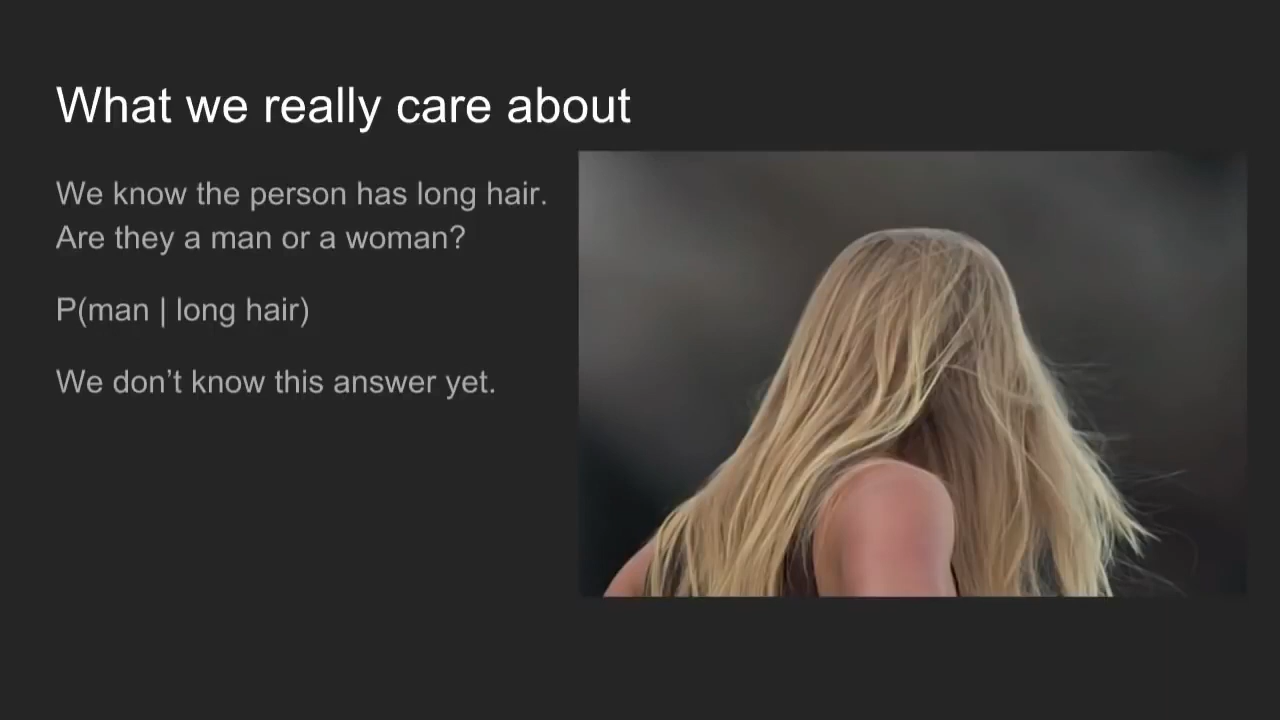 What we really care about
We know the person has long hair.
Are they a man or a woman?
P(man | long hair)
We don’t know this answer yet.